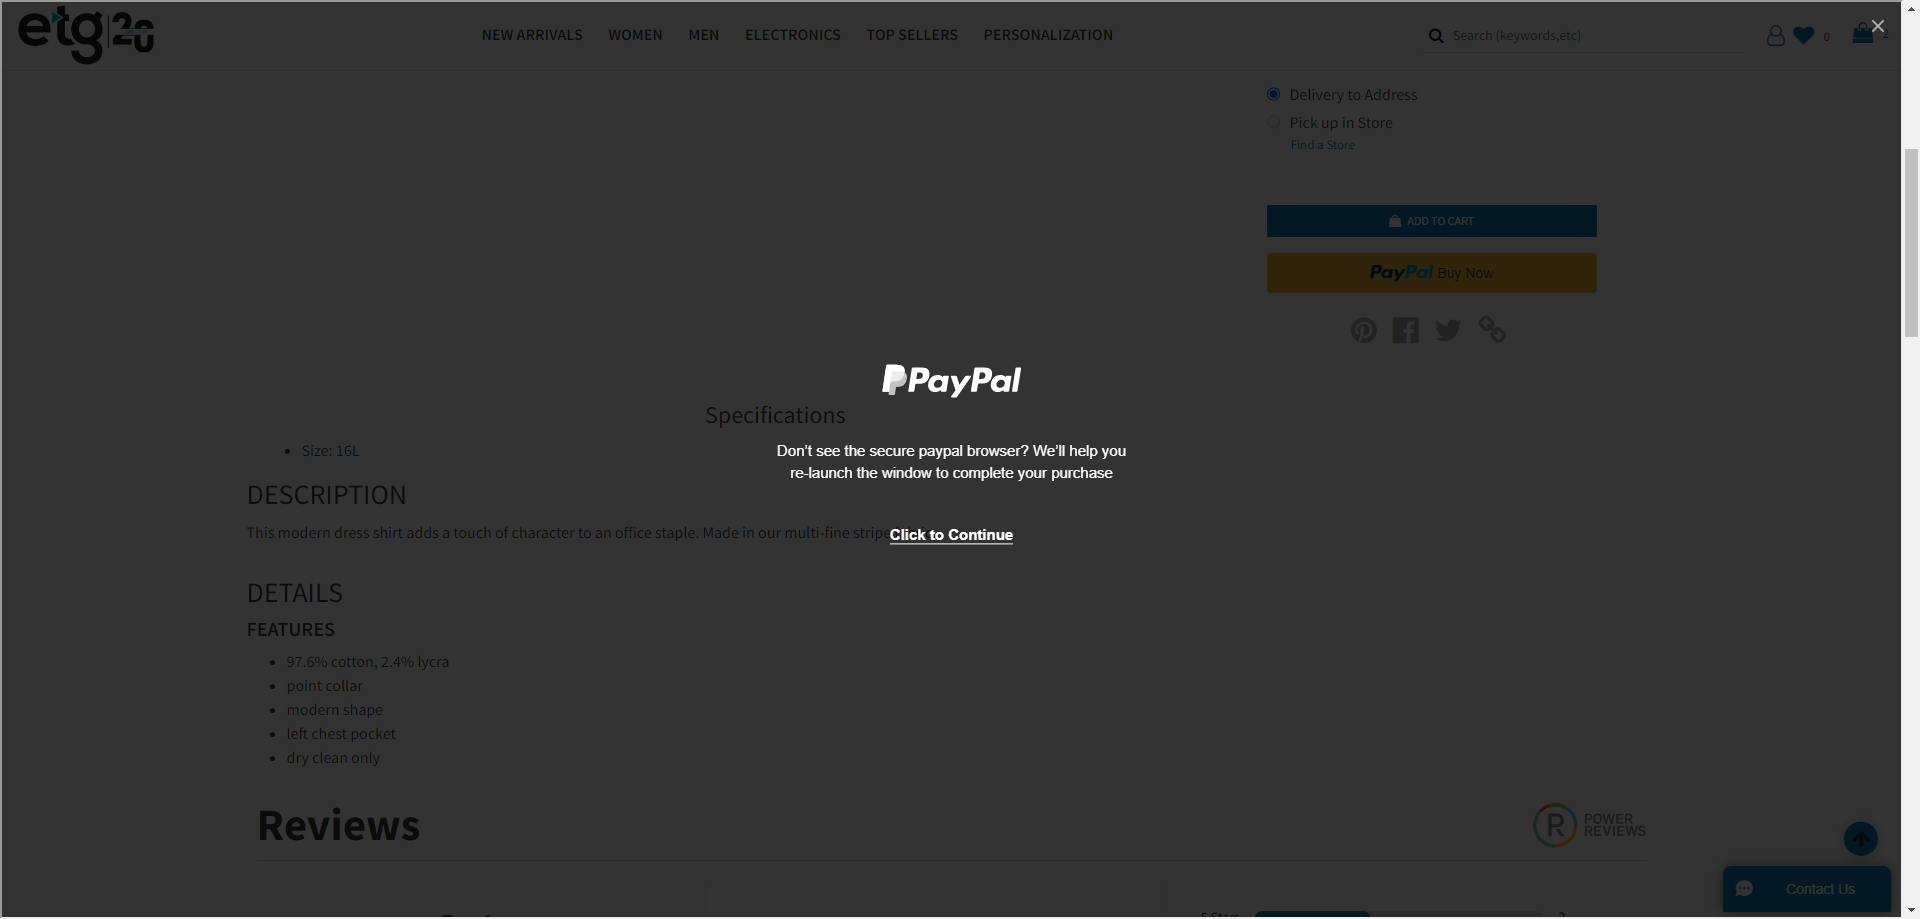 etg|20
NEW ARRIVALS WOMEN MEN ELECTRONICS TOP SELLERS PERSONALIZATION
Search (keywords,etc)
0
2
Delivery to Address
Pick up in Store
Find a Store
ADD TO CART
PayPal Buy Now
PayPal
Specifications
Size: 16L
Don't see the secure paypal browser? We'll help you
re-launch the window to complete your purchase
DESCRIPTION
This modern dress shirt adds a touch of character to an office staple. Made in our multi-fine stripe
Click to Continue
DETAILS
FEATURES
97.6% cotton, 2.4% lycra
point collar
modern shape
left chest pocket
dry clean only
Reviews
R POWER
REVIEWS
Contact Us
5 Stars